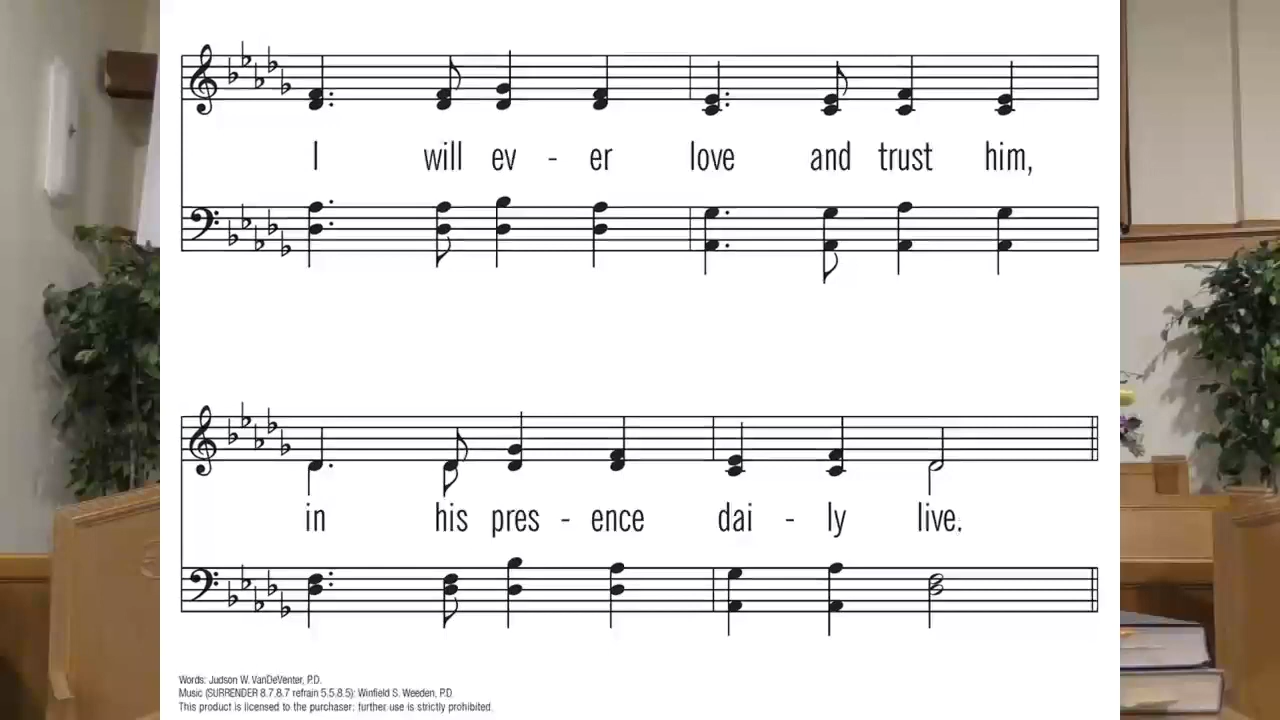 I will ev - er love and trust him,
in his pres - ence dai - ly live.
Words: Judson W. VanDeVenter, P.D.
Music (SURRENDER 8.7.8.7 refrain 5.5.8.5): Winfield S. Weeden, P.D.
This product is licensed to the purchaser; further use is strictly prohibited.